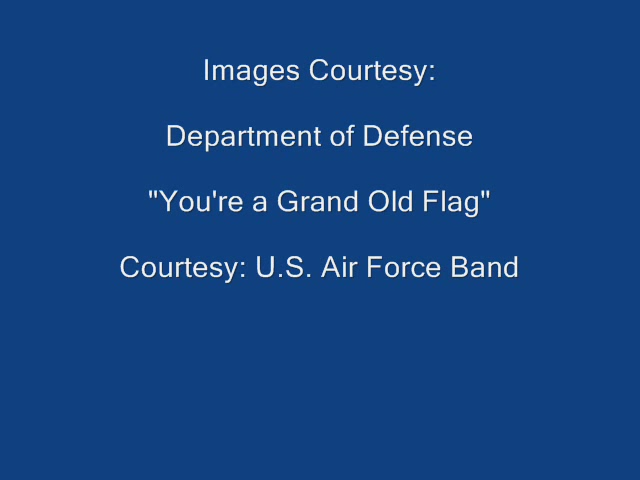 Images Courtesy:
Department of Defense
"You're a Grand Old Flag"
Courtesy: U.S. Air Force Band